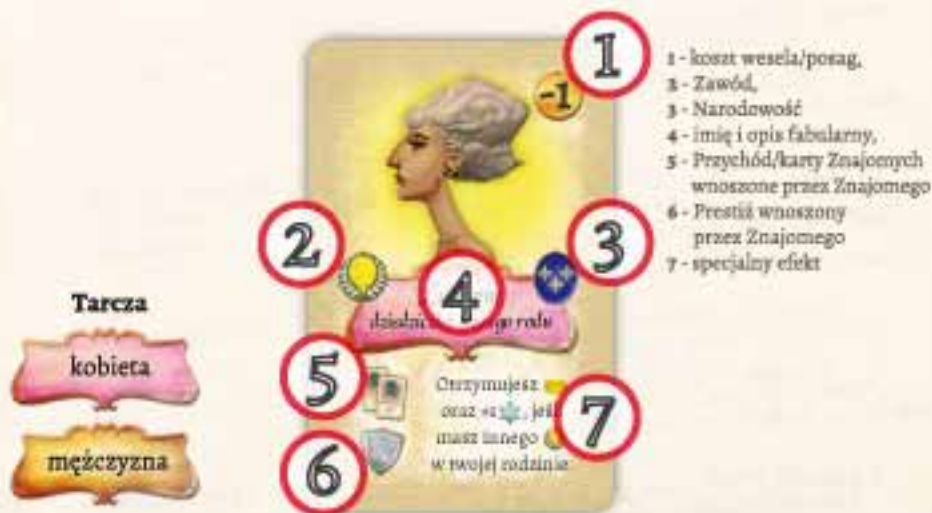 1
-1
1 - koszt wesela/posag,
2 - Zawód,
3 - Narodowość
4 - imię i opis fabularny,
5 - Przychód/karty Znajomych
wnoszone przez Znajomego
6 - Prestiż wnoszony
przez Znajomego
7 - specjalny efekt
2
3
4
rodu
Tarcza
kobieta
mężczyzna
5
6
7
Otrzymujesz
oraz
masz innego
w twojej rodzinie